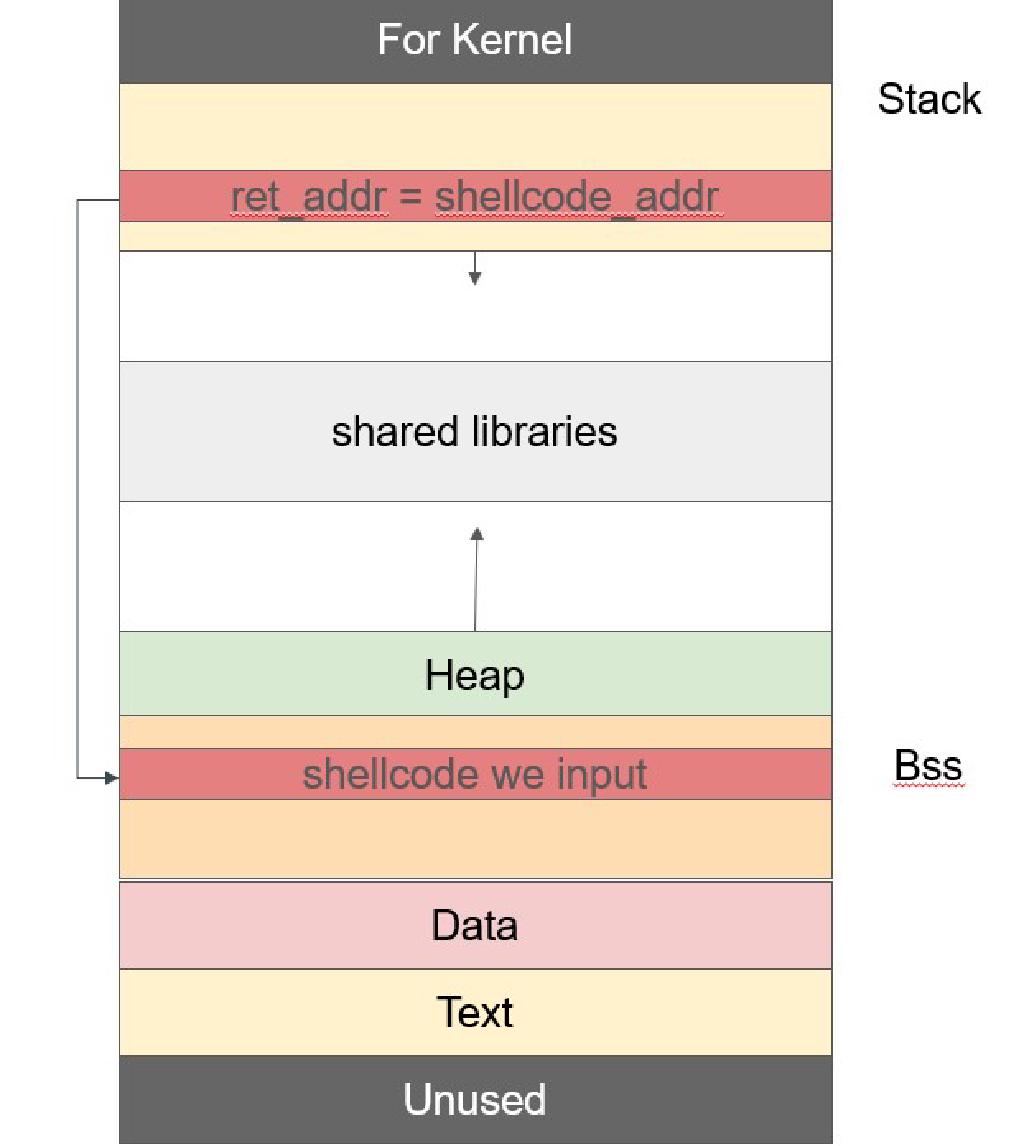 For Kernel
Stack
ret_addr = shellcode_addr
shared libraries
Heap
shellcode we input
Bss
Data
Text
Unused